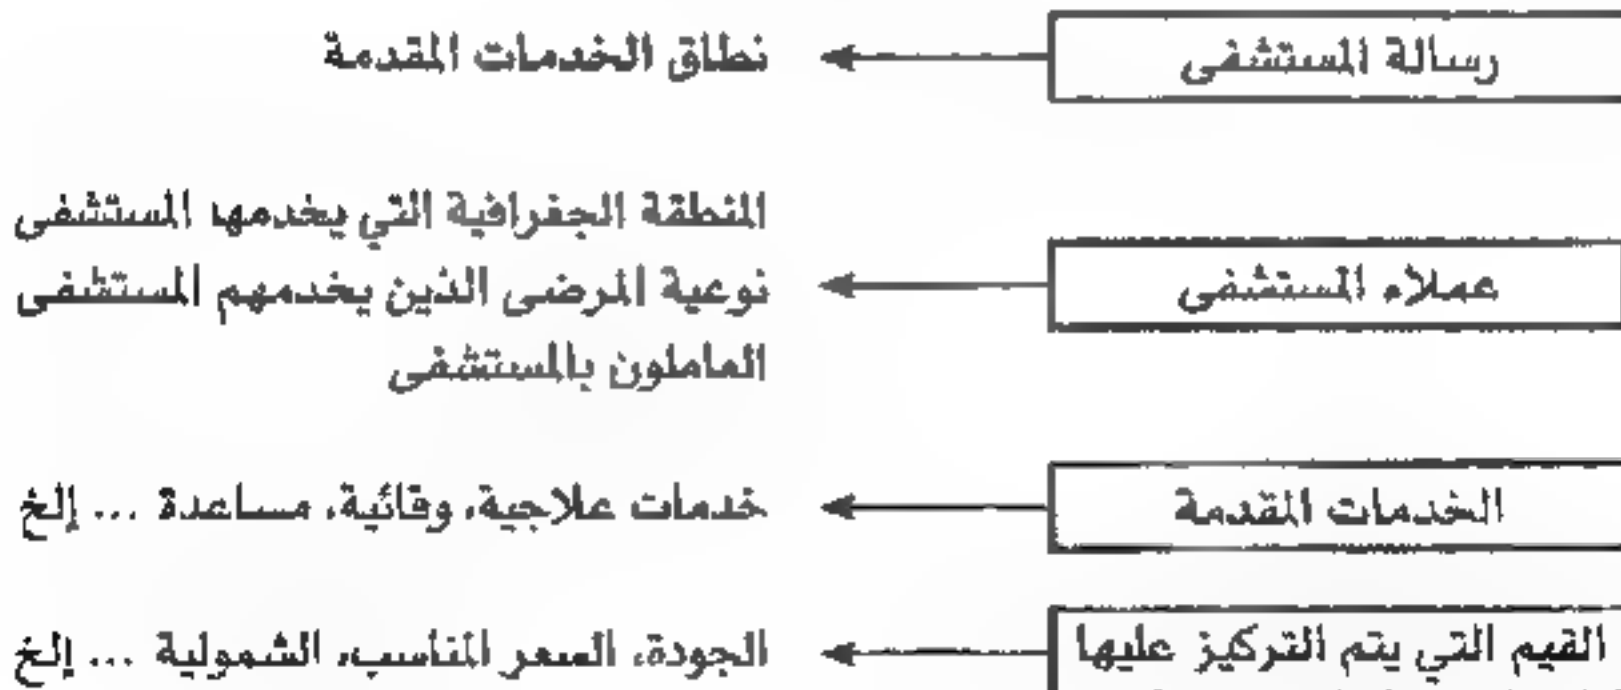 رسالة المستشفى
نطاق الخدمات المقدمة
عملاء المستشفى
المنطقة الجغرافية التي يخدمها المستشفى
نوعية المرضى الذين يخدمهم المستشفى
العاملون بالمستشفى
الخدمات المقدمة
خدمات علاجية، وقائية، مساعدة ... إلخ
القيم التي يتم التركيز عليها
الجودة، السعر المناسب، الشمولية ... إلخ